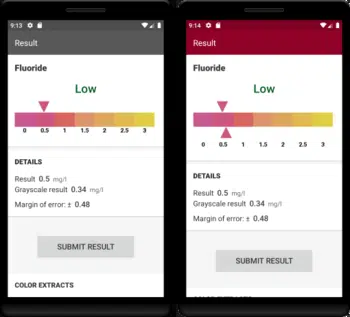 9:13
Result
Fluoride
Low
0 0.5 1 1.5 2 2.5 3
DETAILS
Result 0.5 mg/l
Grayscale result 0.34 mg/l
Margin of error: ± 0.48
SUBMIT RESULT
COLOR EXTRACTS
9:14
Result
Fluoride
Low
0 0.5 1 1.5 2 2.5 3
DETAILS
Result 0.5 mg/l
Grayscale result 0.34 mg/l
Margin of error: ± 0.48
SUBMIT RESULT